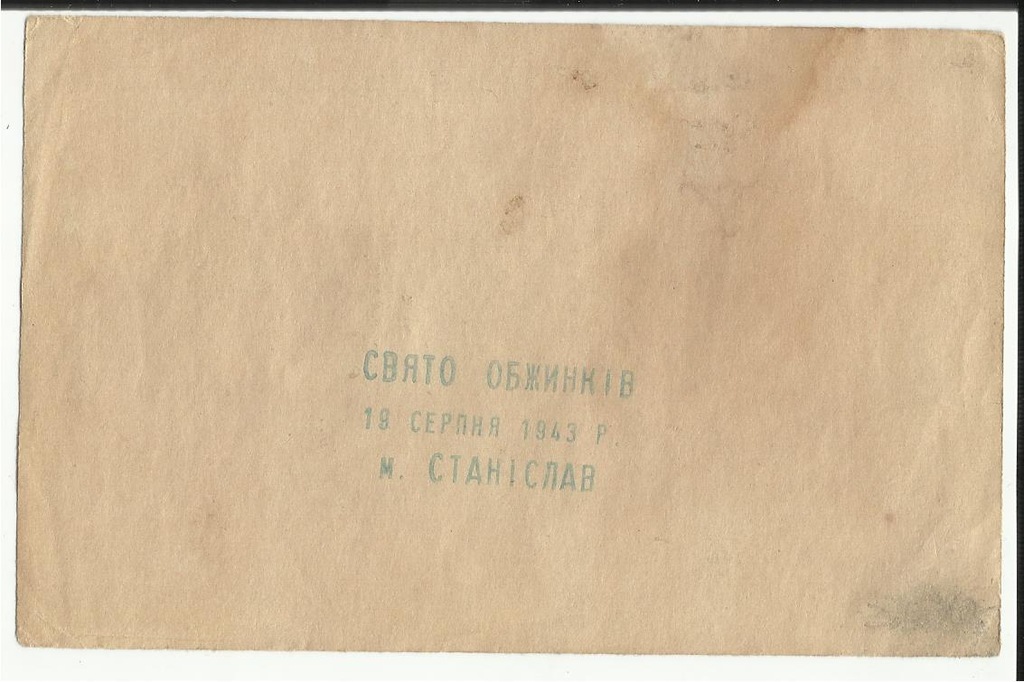 СВЯТО ОБЖИНКІВ
19 СЕРПНЯ 1943 Р.
м. СТАНІСЛАВ